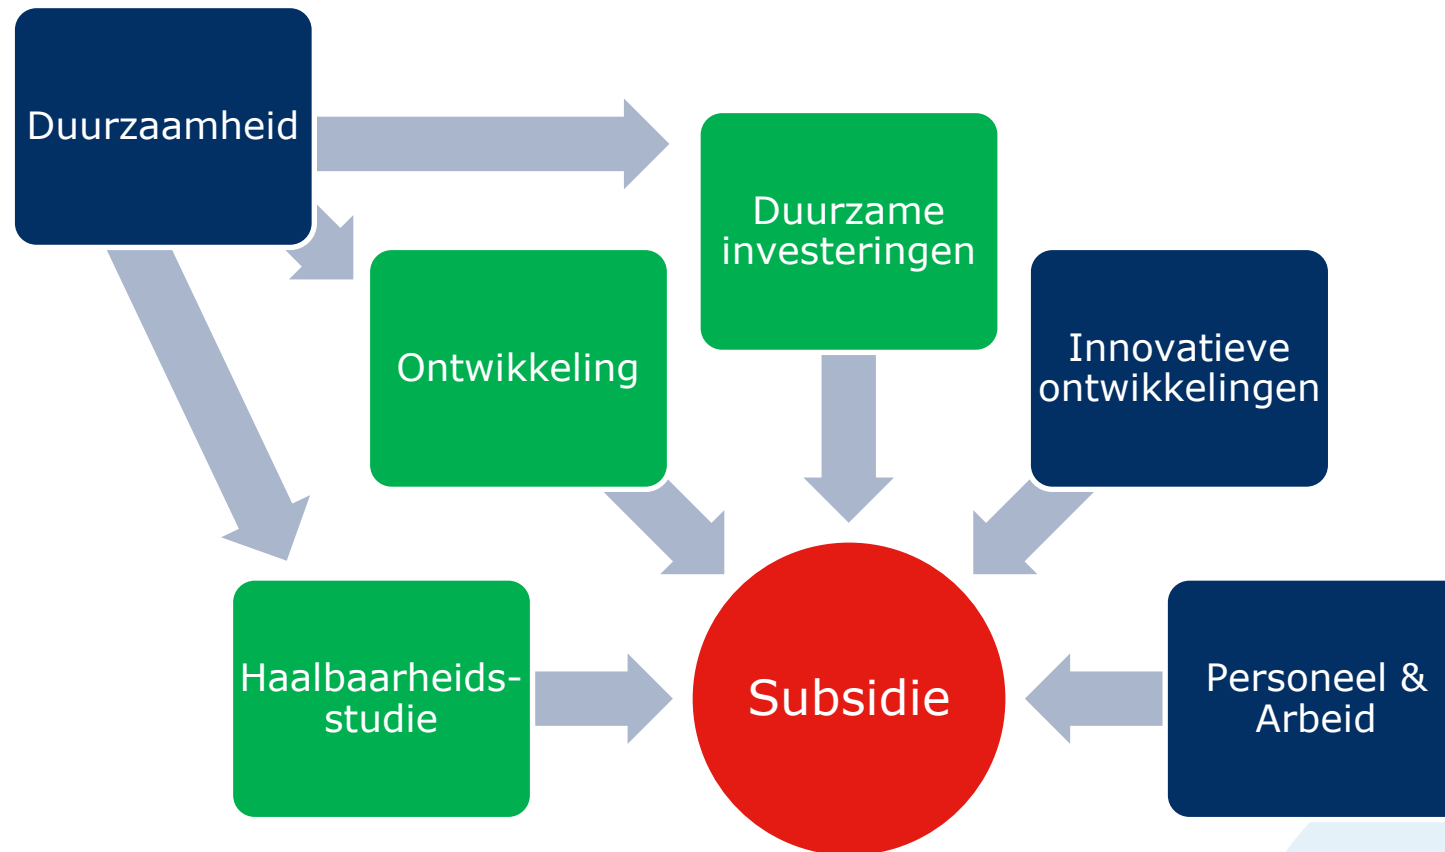 Duurzaamheid
Duurzame
investeringen
Ontwikkeling
Innovatieve
ontwikkelingen
Haalbaarheids-
studie
Subsidie
Personeel &
Arbeid